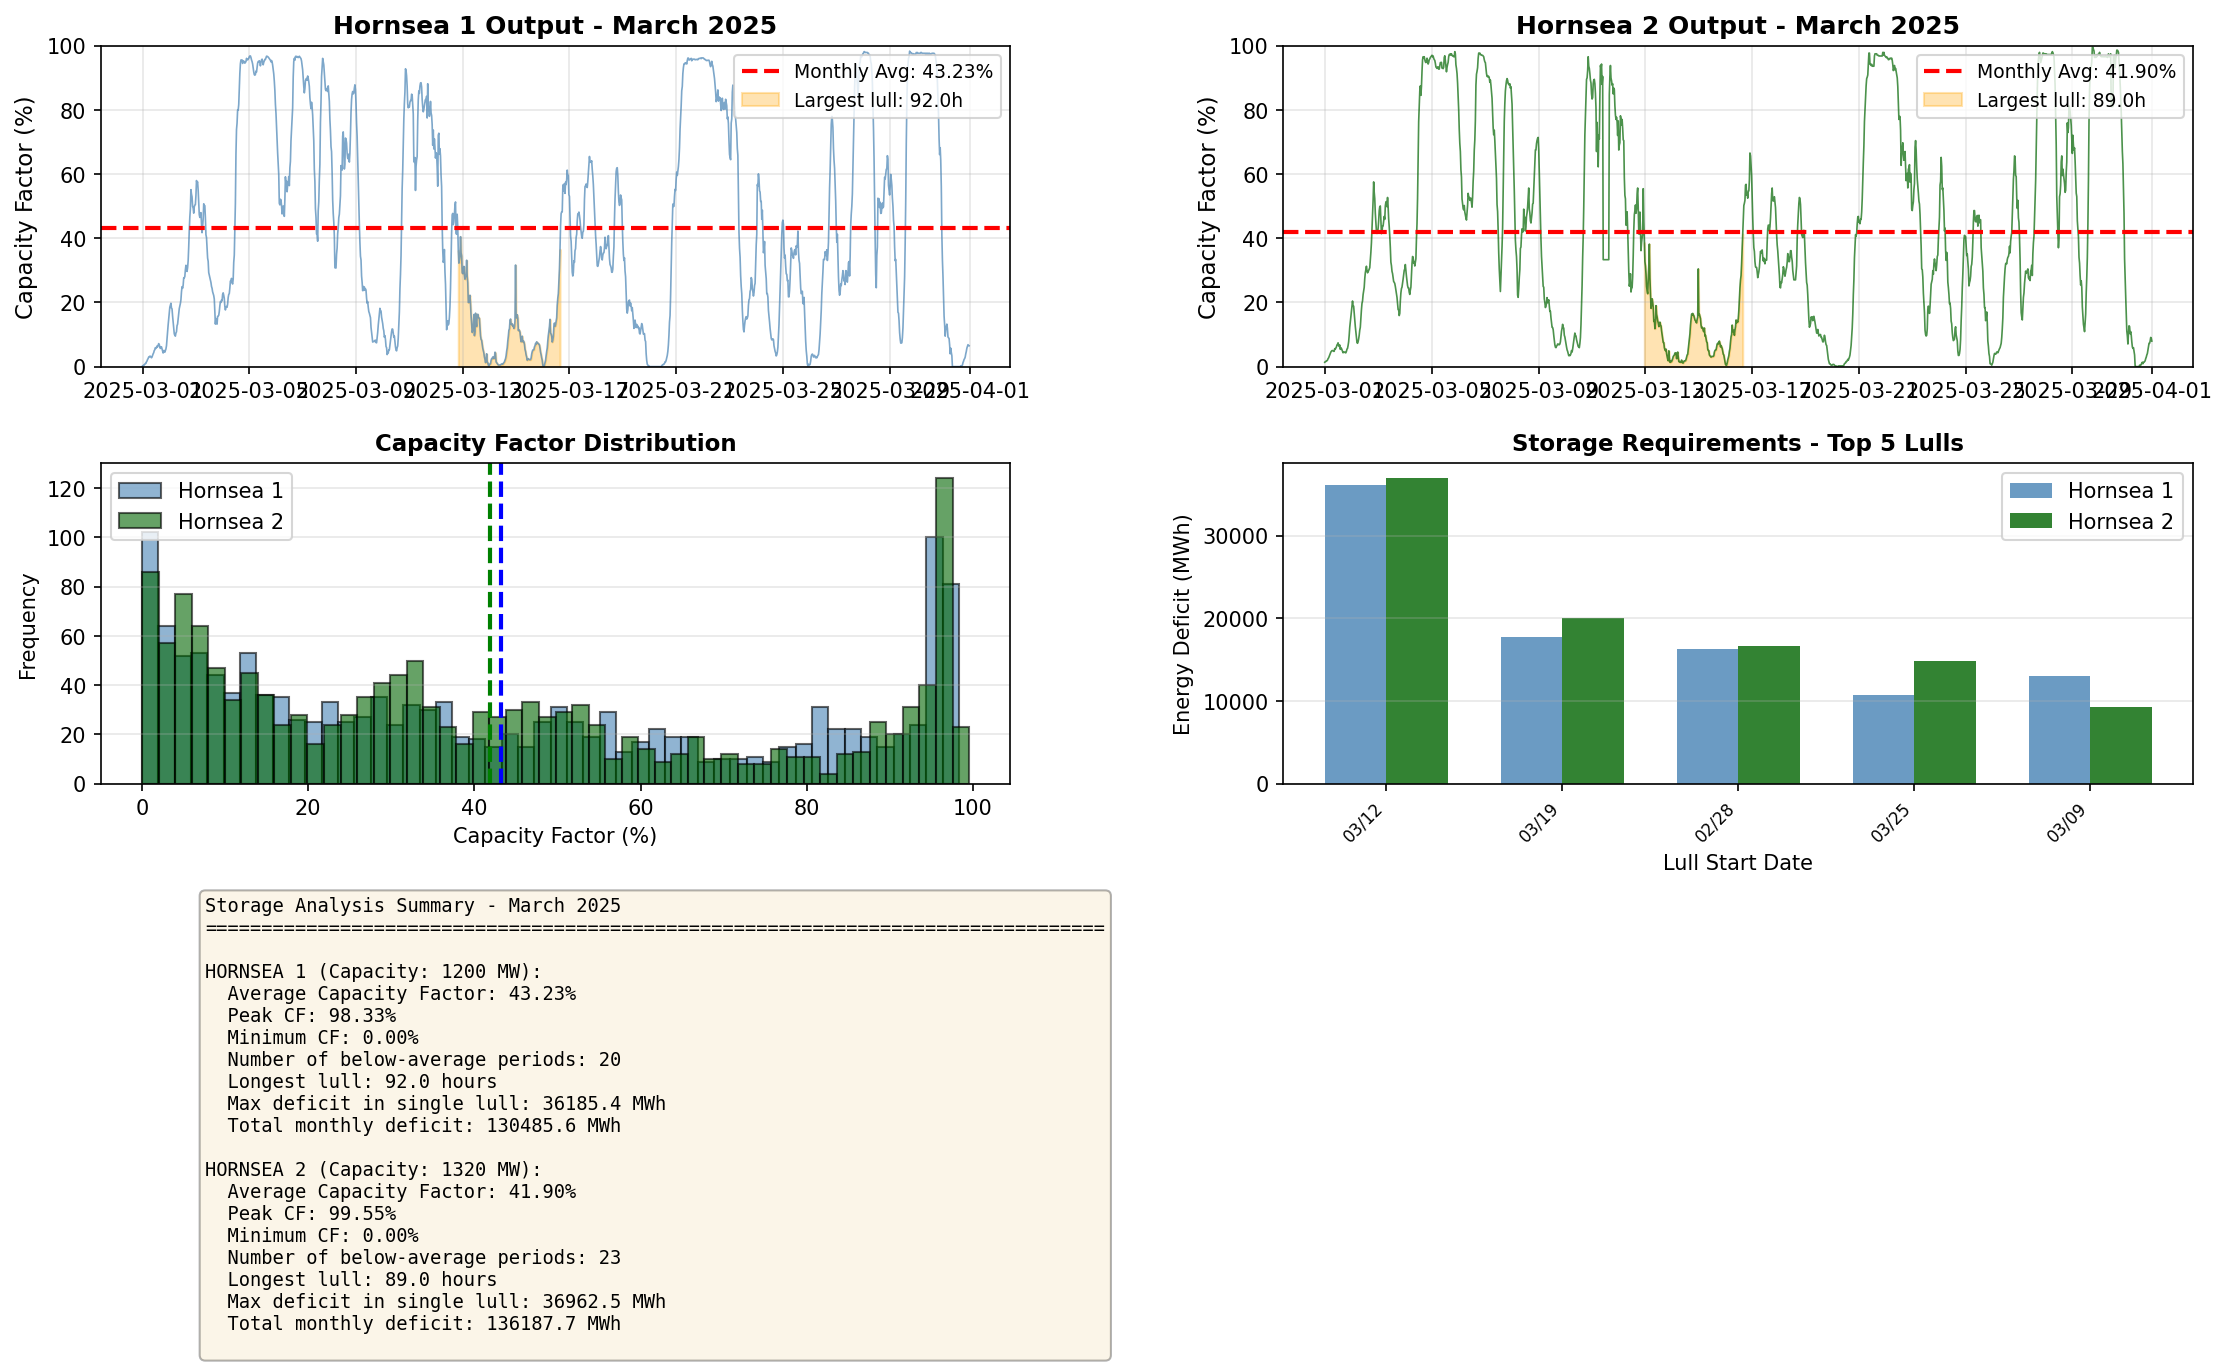 Hornsea 1 Output - March 2025
Capacity Factor (%)
100
80
60
40
20
0
Monthly Avg: 43.23%
Largest lull: 92.0h
2025-03-01
2025-03-05
2025-03-09
2025-03-13
2025-03-17
2025-03-21
2025-03-25
2025-03-29
2025-04-01
Hornsea 2 Output - March 2025
Capacity Factor (%)
100
80
60
40
20
0
Monthly Avg: 41.90%
Largest lull: 89.0h
2025-03-01
2025-03-05
2025-03-09
2025-03-13
2025-03-17
2025-03-21
2025-03-25
2025-03-29
2025-04-01
Capacity Factor Distribution
Frequency
120
100
80
60
40
20
0
Hornsea 1
Hornsea 2
0 20 40 60 80 100
Capacity Factor (%)
Storage Requirements - Top 5 Lulls
Energy Deficit (MWh)
30000
20000
10000
0
Hornsea 1
Hornsea 2
03/12 03/19 02/28 03/25 03/09
Lull Start Date
Storage Analysis Summary - March 2025
================================================================================
HORNSEA 1 (Capacity: 1200 MW):
Average Capacity Factor: 43.23%
Peak CF: 98.33%
Minimum CF: 0.00%
Number of below-average periods: 20
Longest lull: 92.0 hours
Max deficit in single lull: 36185.4 MWh
Total monthly deficit: 130485.6 MWh
HORNSEA 2 (Capacity: 1320 MW):
Average Capacity Factor: 41.90%
Peak CF: 99.55%
Minimum CF: 0.00%
Number of below-average periods: 23
Longest lull: 89.0 hours
Max deficit in single lull: 36962.5 MWh
Total monthly deficit: 136187.7 MWh